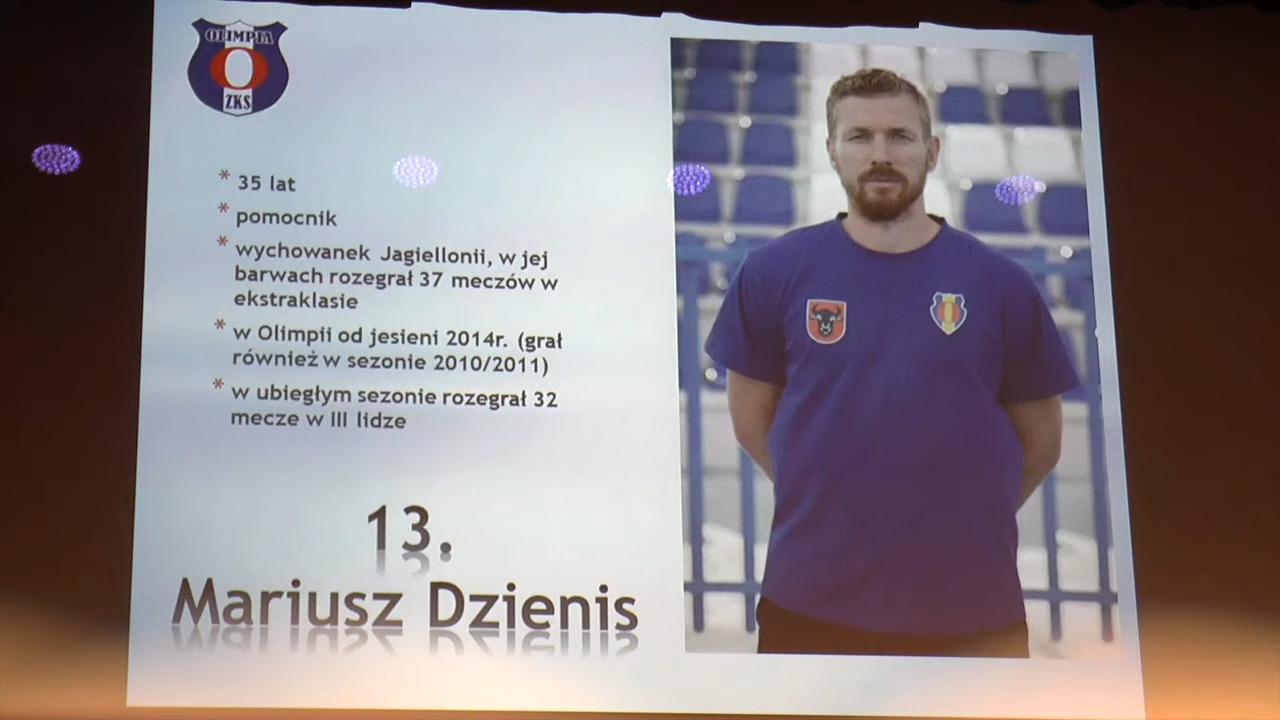 OLIMPIA
O
ZKS
* 35 lat
* pomocnik
* wychowanek Jagiellonii, w jej
barwach rozegrał 37 meczów w
ekstraklasie
* w Olimpii od jesieni 2014r. (grał
również w sezonie 2010/2011)
* w ubiegłym sezonie rozegrał 32
mecze w III lidze
13.
Mariusz Dzienis